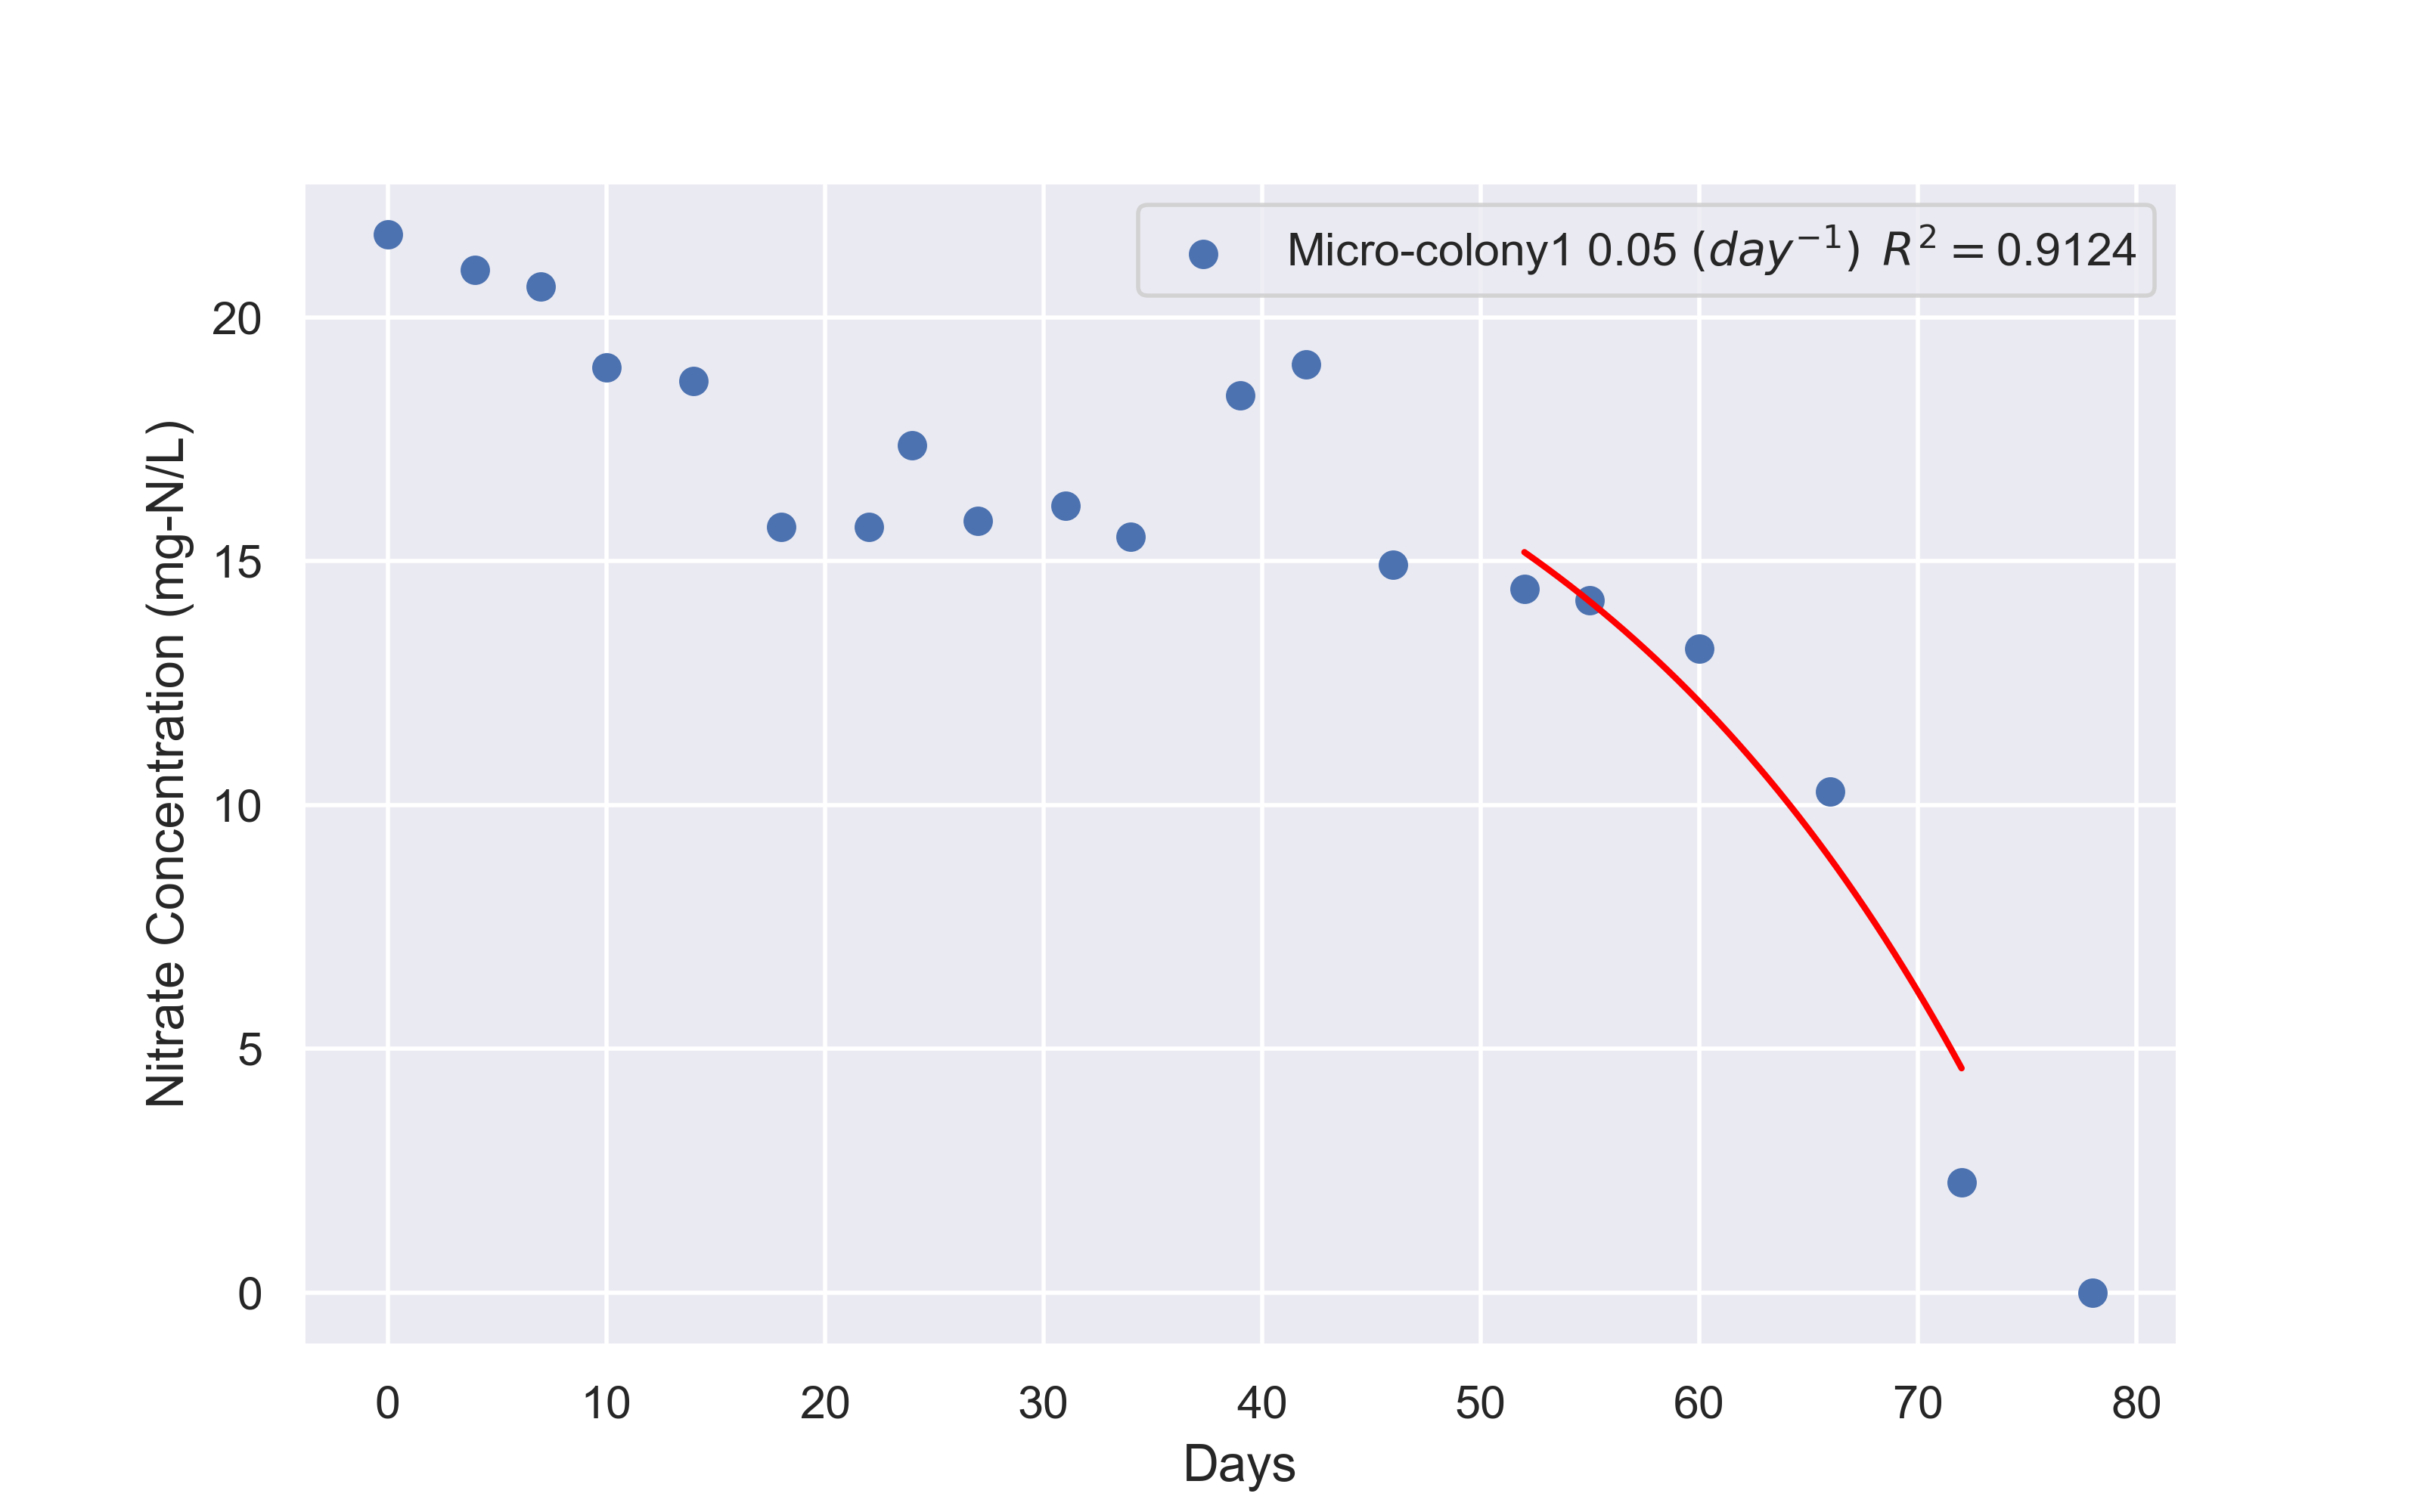 Micro-colony1 0.05 (day⁻¹) R² = 0.9124
Nitrate Concentration (mg-N/L)
20
15
10
5
0
0 10 20 30 40 50 60 70 80
Days